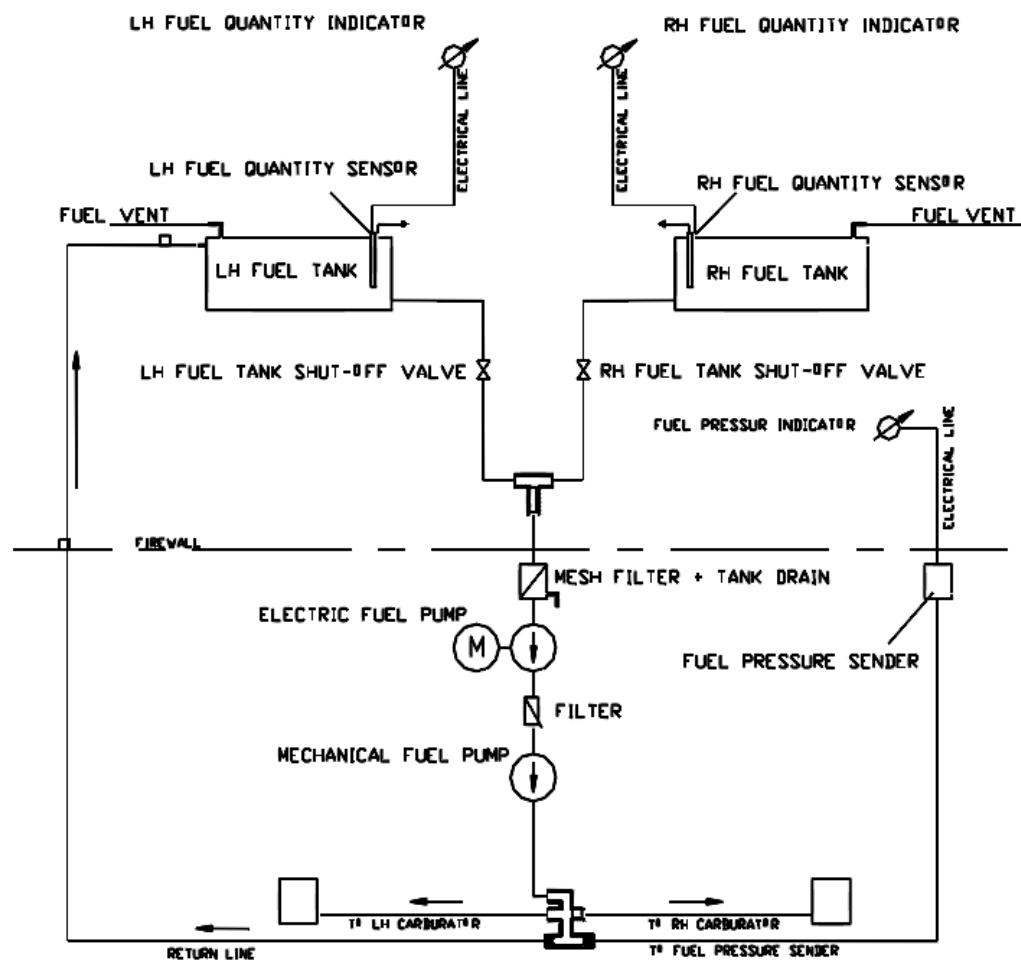 LH FUEL QUANTITY INDICATOR
RH FUEL QUANTITY INDICATOR
ELECTRICAL LINE
ELECTRICAL LINE
LH FUEL QUANTITY SENSOR
RH FUEL QUANTITY SENSOR
FUEL VENT
FUEL VENT
LH FUEL TANK
RH FUEL TANK
LH FUEL TANK SHUT-OFF VALVE
RH FUEL TANK SHUT-OFF VALVE
FUEL PRESSUR INDICATOR
ELECTRICAL LINE
FIREWALL
MESH FILTER + TANK DRAIN
ELECTRIC FUEL PUMP
M
FUEL PRESSURE SENDER
FILTER
MECHANICAL FUEL PUMP
TO LH CARBURATOR
TO RH CARBURATOR
RETURN LINE
TO FUEL PRESSURE SENDER